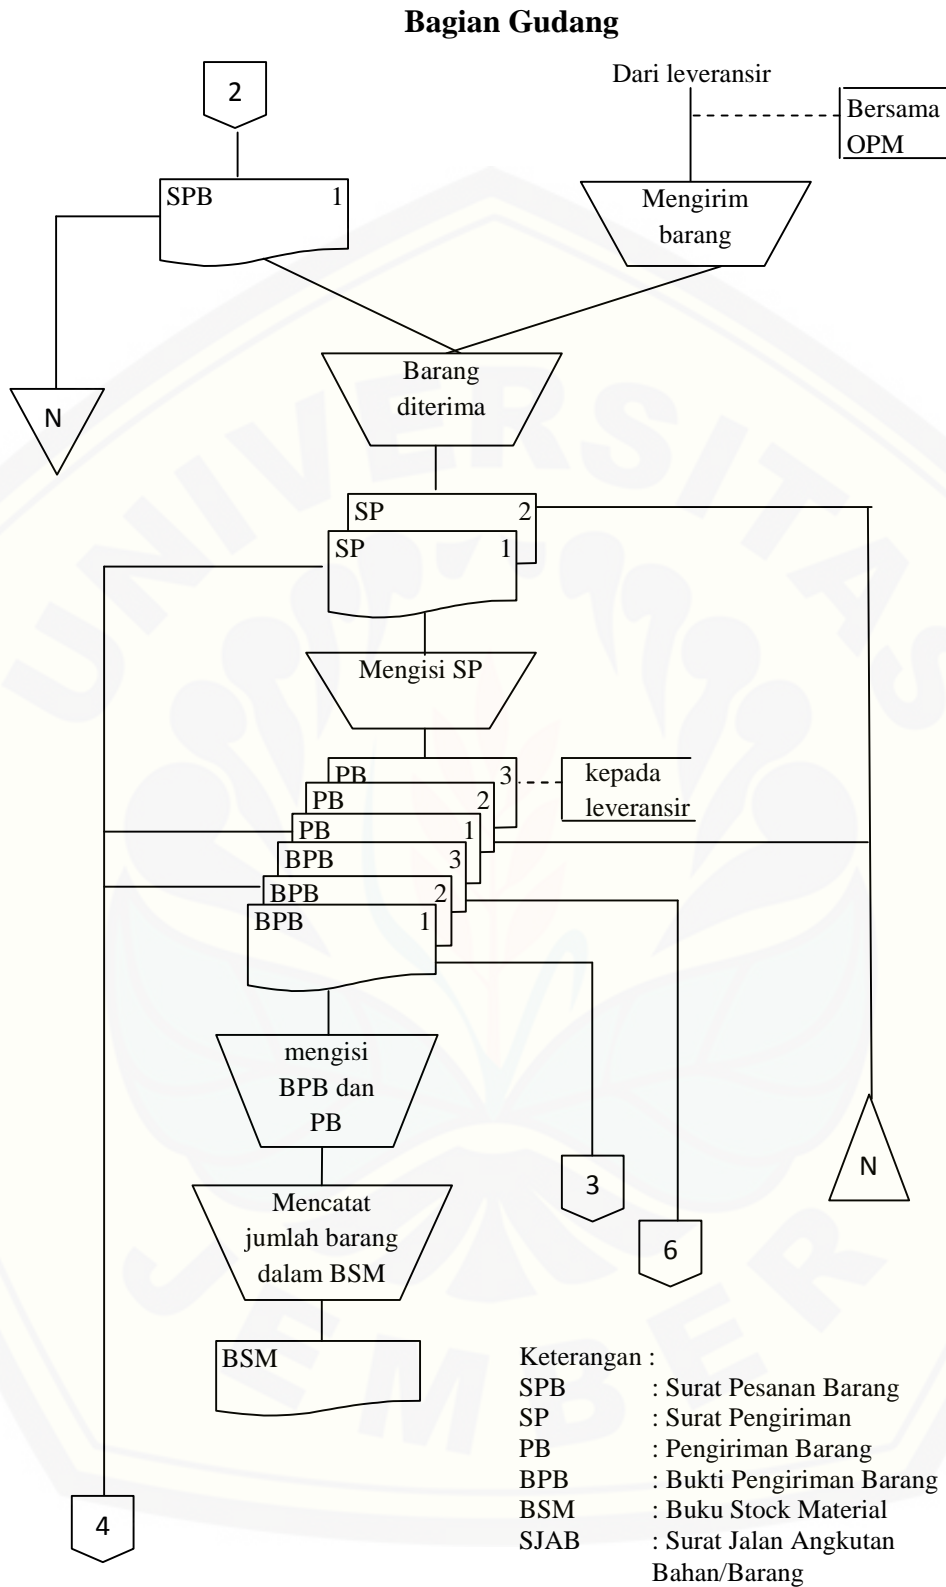 Bagian Gudang
2
Dari leveransir
Bersama
OPM
SPB 1
Mengirim
barang
N
Barang
diterima
SP 2
SP 1
Mengisi SP
PB 3
kepada
leveransir
PB 2
PB 1
BPB 3
BPB 2
BPB 1
mengisi
BPB dan
PB
3
N
Mencatat
jumlah barang
dalam BSM
6
BSM
4
Keterangan :
SPB : Surat Pesanan Barang
SP : Surat Pengiriman
PB : Pengiriman Barang
BPB : Bukti Pengiriman Barang
BSM : Buku Stock Material
SJAB : Surat Jalan Angkutan
Bahan/Barang
UNIVERSITAS
JEMBER